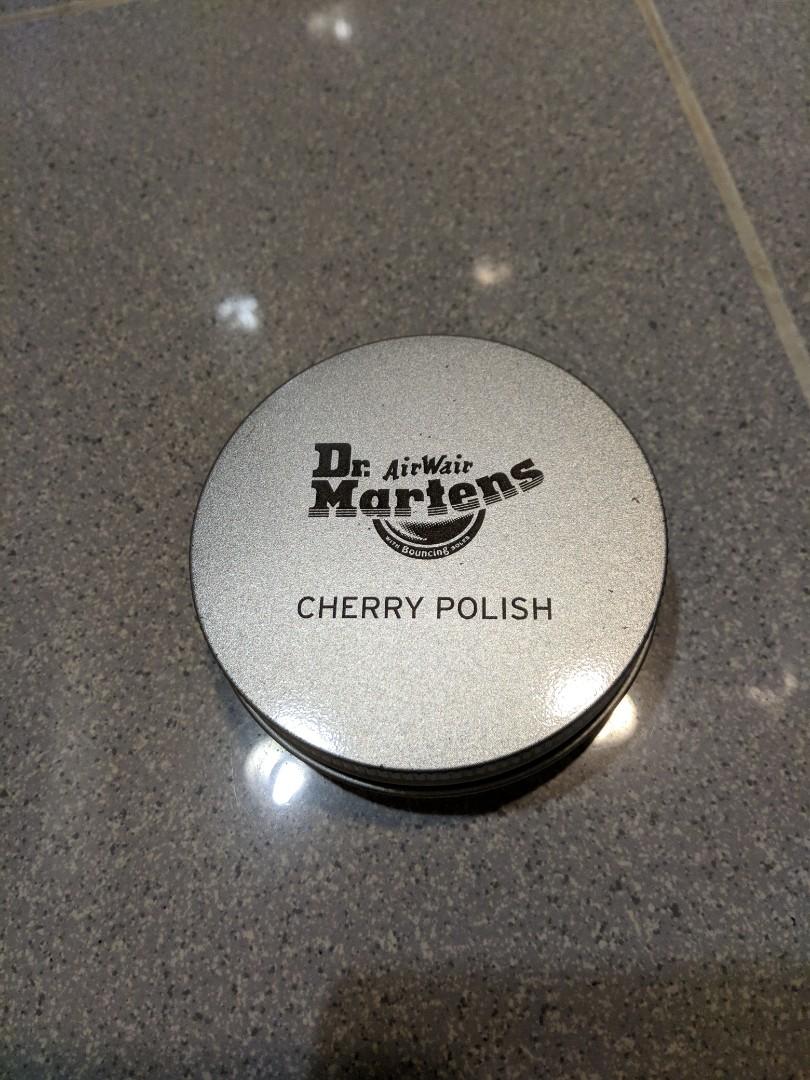 Dr. AirWair
Martens
WITH Bouncing SOLES
CHERRY POLISH